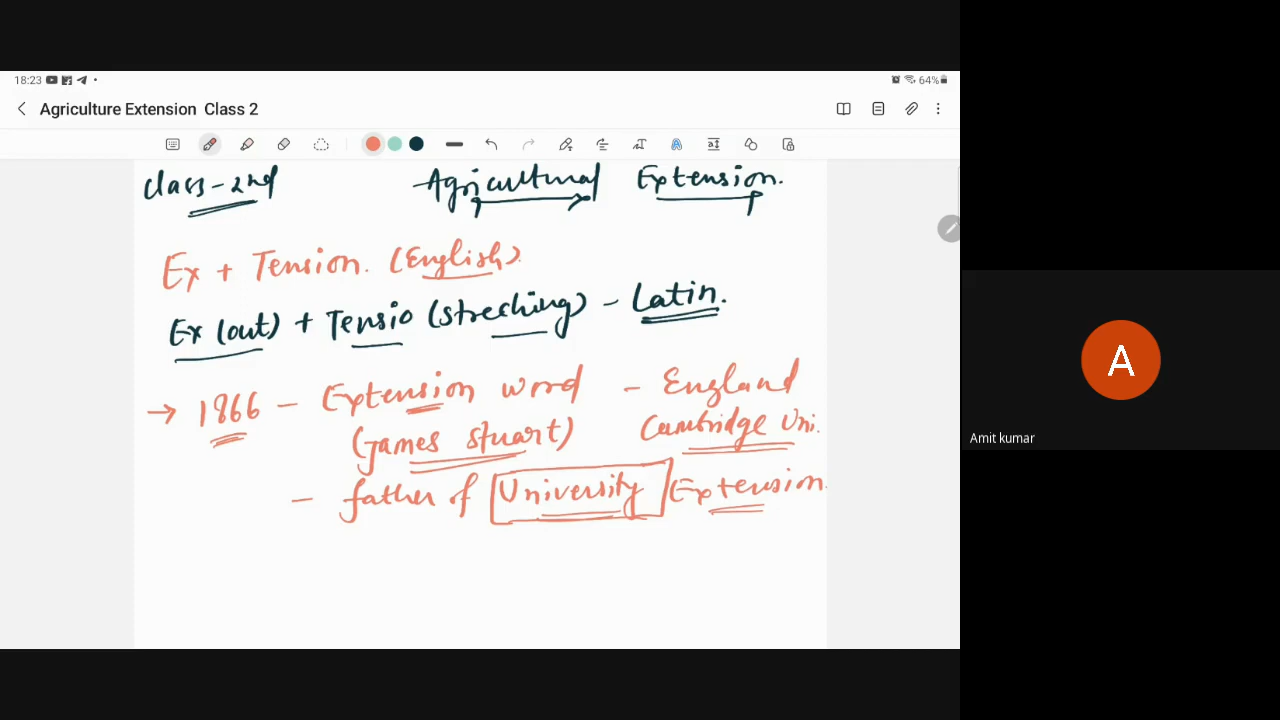 18:23 64%
Agriculture Extension Class 2
Class-2nd Agricultural Extension.
Ex + Tension. (English).
Ex (out) + Tensio (streching) - Latin.
→ 1866 - Extension word - England
(James Stuart) Cambridge Uni.
- father of University Extension.
A
Amit kumar